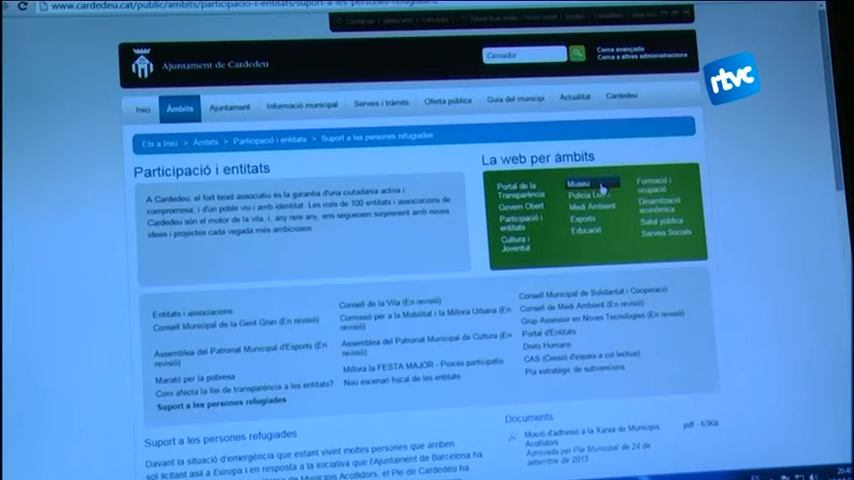 www.cardedeu.cat/public/ambits/participacio-i-entitats/suport-a-les-persones-refugiades
Ajuntament de Cardedeu
Cercador
Cerca avançada
Cerca a altres administracions
rtvc
Inici
Àmbits
Ajuntament
Informació municipal
Serveis i tràmits
Oferta pública
Guia del municipi
Actualitat
Cardedeu
Ets a Inici > Àmbits > Participació i entitats > Suport a les persones refugiades
Participació i entitats
A Cardedeu, el fort teixit associatiu és la garantia d'una ciutadania activa i
compromesa, i d'un poble viu i amb identitat. Les més de 100 entitats i associacions de
Cardedeu són el motor de la vila, i, any rere any, ens segueixen sorprenent amb noves
idees i projectes cada vegada més ambiciosos.
La web per àmbits
Portal de la
Transparència
Govern Obert
Participació i
entitats
Cultura i
Joventut
Museu
Policia
Medi Ambient
Esports
Educació
Formació i
ocupació
Dinamització
econòmica
Salut pública
Serveis Socials
Entitats i associacions
Consell Municipal de la Gent Gran (En revisió)
Assemblea del Patronat Municipal d'Esports (En
revisió)
Marató per la pobresa
Com afecta la llei de transparència a les entitats?
Suport a les persones refugiades
Consell de la Vila (En revisió)
Comissió per a la Mobilitat i la Millora Urbana (En
revisió)
Assemblea del Patronat Municipal de Cultura (En
revisió)
Millora la FESTA MAJOR - Procés participatiu
Nou escenari fiscal de les entitats
Consell Municipal de Solidaritat i Cooperació
Consell de Medi Ambient (En revisió)
Grup Assessor en Noves Tecnologies (En revisió)
Portal d'Entitats
Drets Humans
CAS (Cessió d'espais a col·lectius)
Pla estratègic de subvencions
Suport a les persones refugiades
Davant la situació d'emergència que estant vivint moltes persones que arriben
sol·licitant asil a Europa i en resposta a la iniciativa que l'Ajuntament de Barcelona ha
de Municipis Acollidors, el Ple de Cardedeu ha
Documents
Moció d'adhesió a la Xarxa de Municipis
Acollidors
Aprovada pel Ple Municipal de 24 de
setembre de 2015
pdf - 63Kb
ES